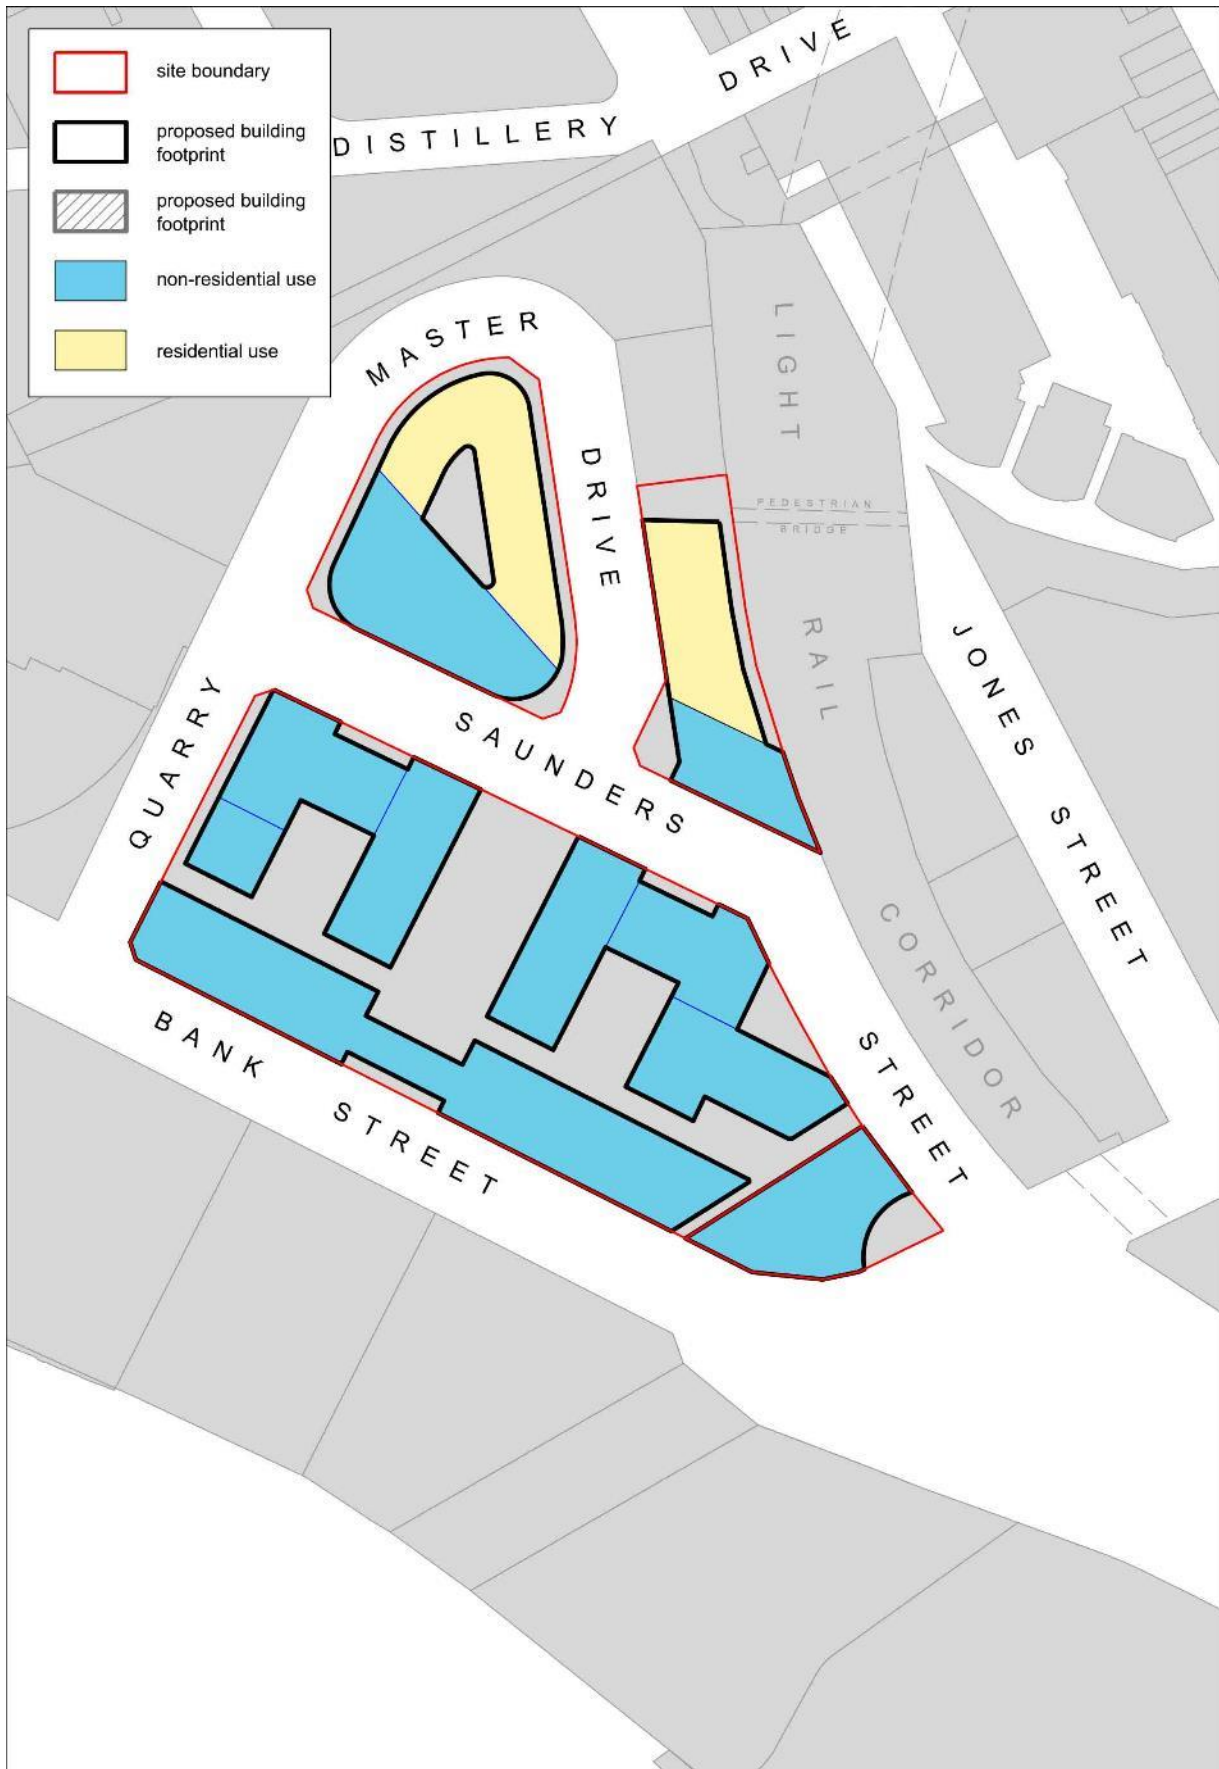 site boundary
proposed building
footprint
proposed building
footprint
non-residential use
residential use
DISTILLERY DRIVE
MASTER DRIVE
LIGHT RAIL CORRIDOR
PEDESTRIAN
BRIDGE
JONES STREET
QUARRY
SAUNDERS STREET
BANK STREET